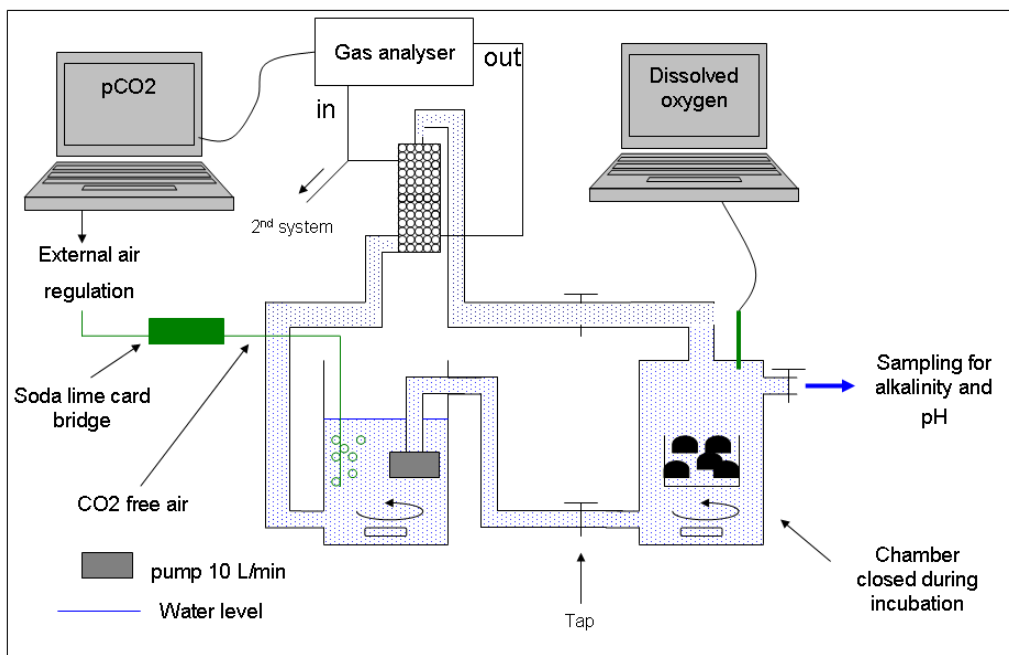 pCO2
Gas analyser
in
out
Dissolved
oxygen
2nd system
External air
regulation
Soda lime card
bridge
CO2 free air
Sampling for
alkalinity and
pH
pump 10 L/min
Water level
Tap
Chamber
closed during
incubation